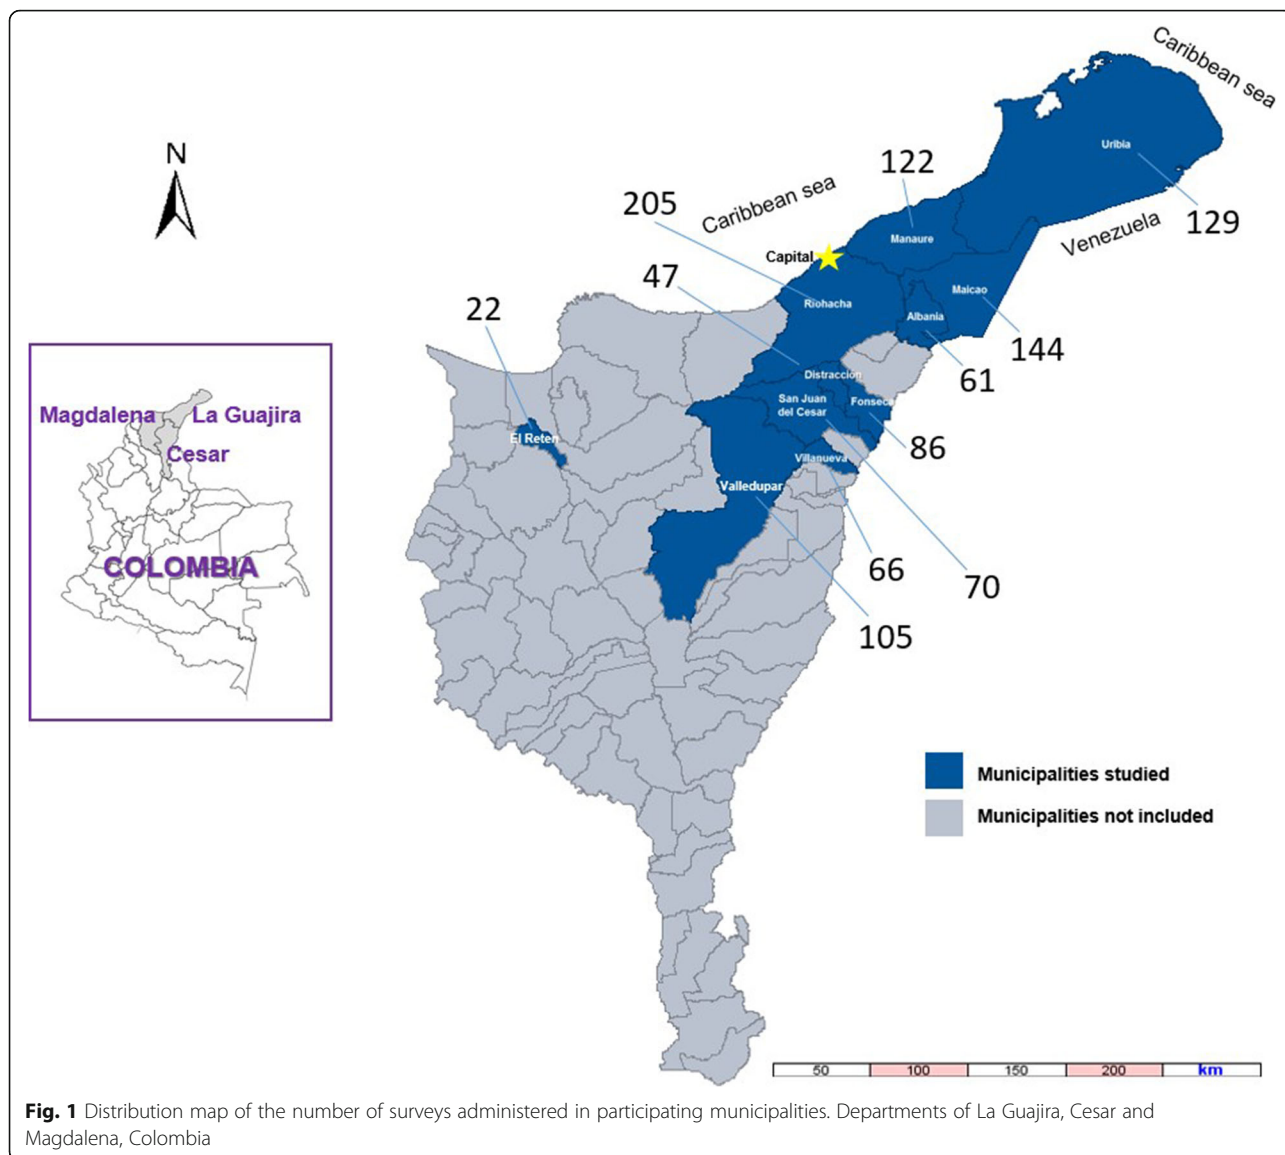 Caribbean sea
N
Uribia
122
205
Caribbean sea
129
Manaure
Venezuela
Capital
47
Maicao
22
Riohacha
Albania
144
61
Distracción
San Juan
del Cesar
Fonseca
Magdalena
La Guajira
El Reten
86
Cesar
Villanueva
Valledupar
COLOMBIA
66
70
105
Municipalities studied
Municipalities not included
50 100 150 200 km
Fig. 1 Distribution map of the number of surveys administered in participating municipalities. Departments of La Guajira, Cesar and
Magdalena, Colombia